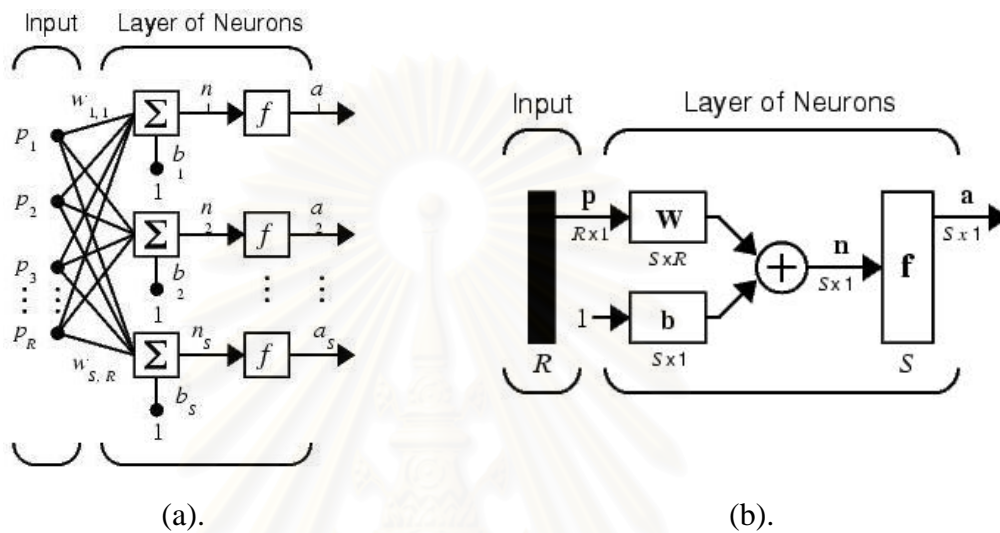 Input Layer of Neurons
w1,1 n1 a1
p1 Σ f
b1
1
p2 n2 a2
Σ f
p3 b2
1
pR nS aS
Σ f
wS, R
bS
1
(a).
Input Layer of Neurons
p W a
R x 1 S x R n S x 1
+ f
1 b S x 1
R S x 1 S
(b).